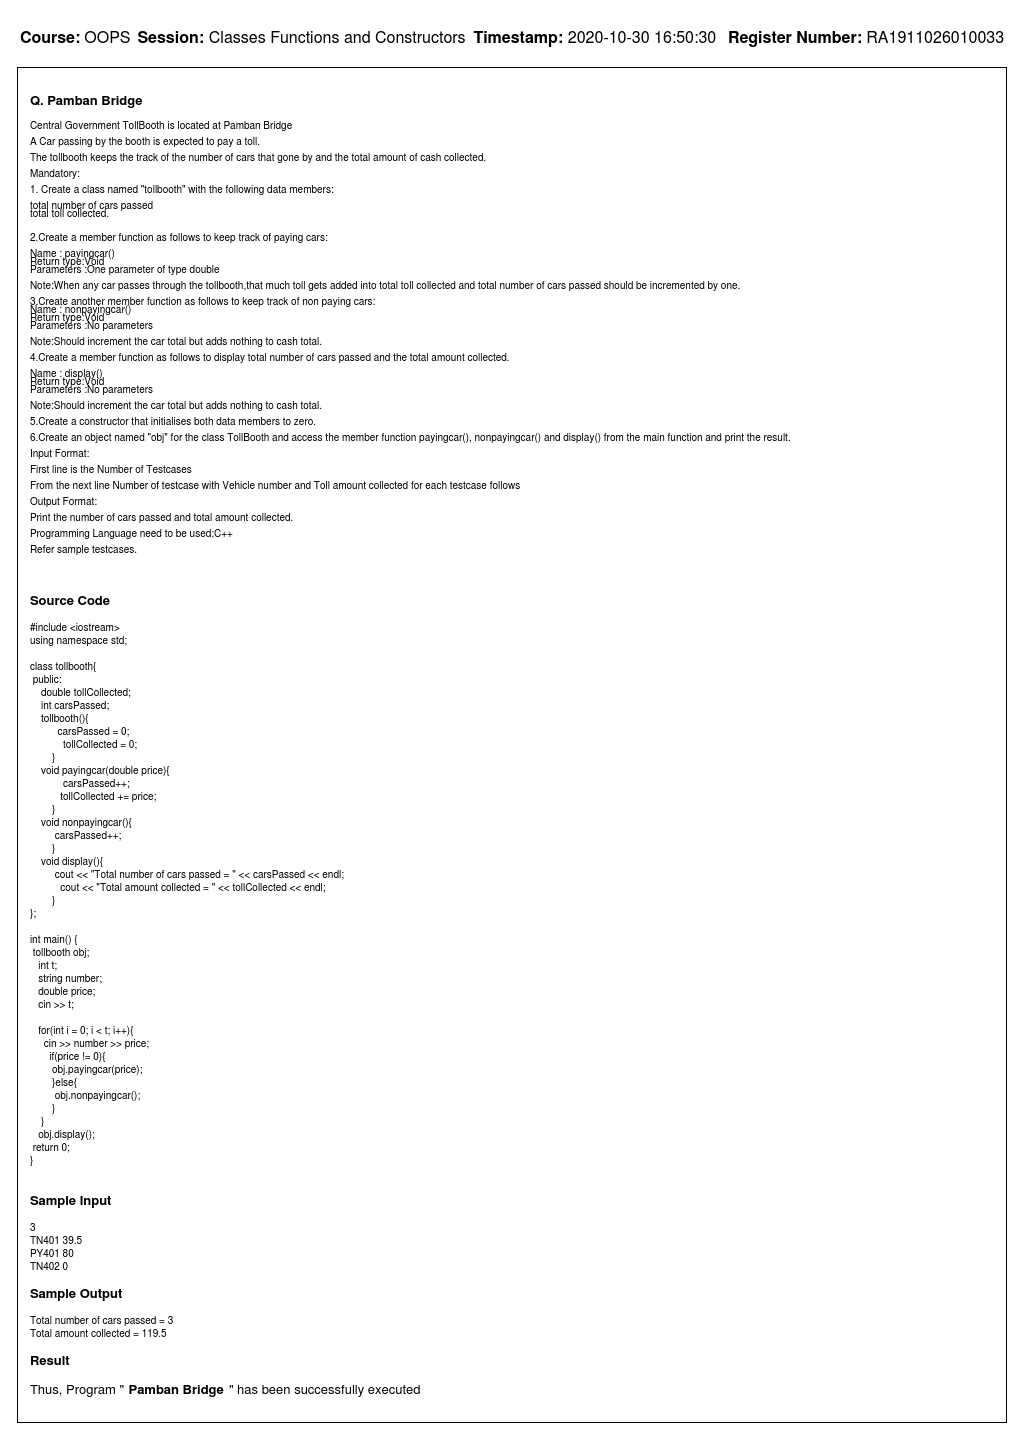 Course: OOPS Session: Classes Functions and Constructors Timestamp: 2020-10-30 16:50:30 Register Number: RA1911026010033
Q. Pamban Bridge
Central Government TollBooth is located at Pamban Bridge
A Car passing by the booth is expected to pay a toll.
The tollbooth keeps the track of the number of cars that gone by and the total amount of cash collected.
Mandatory:
1. Create a class named "tollbooth" with the following data members:
total number of cars passed
total toll collected.
2.Create a member function as follows to keep track of paying cars:
Name : payingcar()
Return type:Void
Parameters :One parameter of type double
Note:When any car passes through the tollbooth,that much toll gets added into total toll collected and total number of cars passed should be incremented by one.
3.Create another member function as follows to keep track of non paying cars:
Name : nonpayingcar()
Return type:Void
Parameters :No parameters
Note:Should increment the car total but adds nothing to cash total.
4.Create a member function as follows to display total number of cars passed and the total amount collected.
Name : display()
Return type:Void
Parameters :No parameters
Note:Should increment the car total but adds nothing to cash total.
5.Create a constructor that initialises both data members to zero.
6.Create an object named "obj" for the class TollBooth and access the member function payingcar(), nonpayingcar() and display() from the main function and print the result.
Input Format:
First line is the Number of Testcases
From the next line Number of testcase with Vehicle number and Toll amount collected for each testcase follows
Output Format:
Print the number of cars passed and total amount collected.
Programming Language need to be used:C++
Refer sample testcases.
Source Code
#include <iostream>
using namespace std;
class tollbooth{
public:
double tollCollected;
int carsPassed;
tollbooth(){
carsPassed = 0;
tollCollected = 0;
}
void payingcar(double price){
carsPassed++;
tollCollected += price;
}
void nonpayingcar(){
carsPassed++;
}
void display(){
cout << "Total number of cars passed = " << carsPassed << endl;
cout << "Total amount collected = " << tollCollected << endl;
}
};
int main() {
tollbooth obj;
int t;
string number;
double price;
cin >> t;
for(int i = 0; i < t; i++){
cin >> number >> price;
if(price != 0){
obj.payingcar(price);
}else{
obj.nonpayingcar();
}
}
obj.display();
return 0;
}
Sample Input
3
TN401 39.5
PY401 80
TN402 0
Sample Output
Total number of cars passed = 3
Total amount collected = 119.5
Result
Thus, Program " Pamban Bridge " has been successfully executed